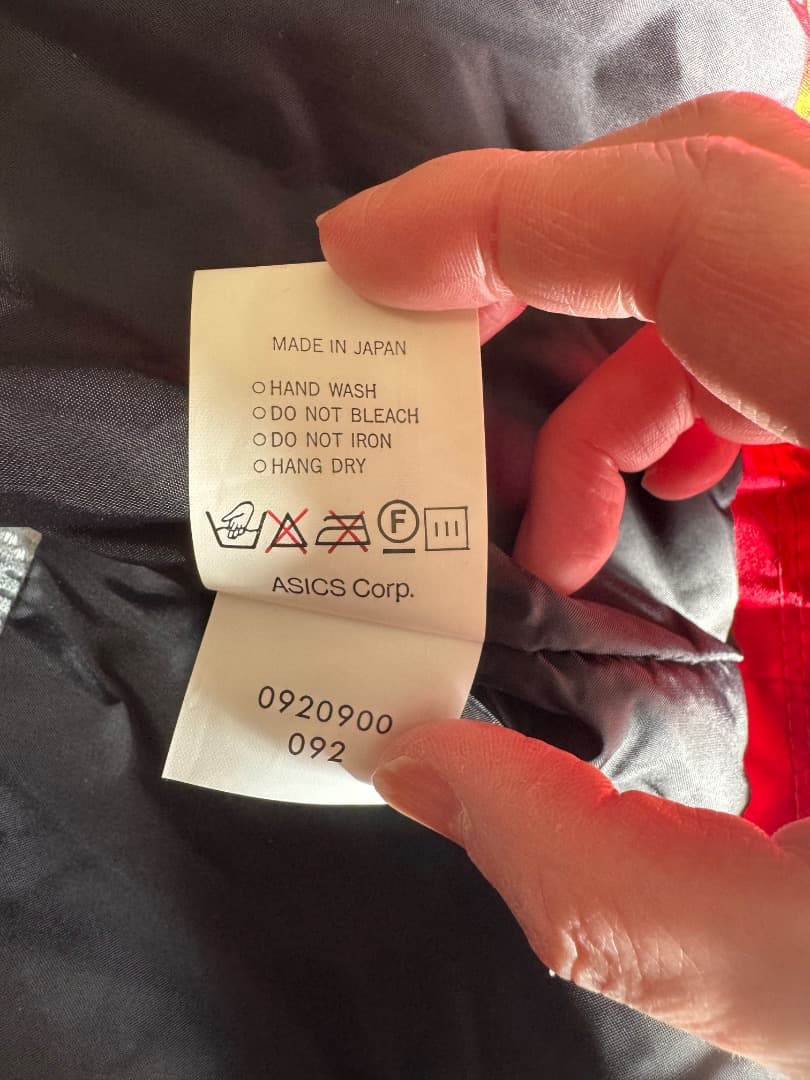 MADE IN JAPAN
○ HAND WASH
○ DO NOT BLEACH
○ DO NOT IRON
○ HANG DRY
F
ASICS Corp.
0920900
092